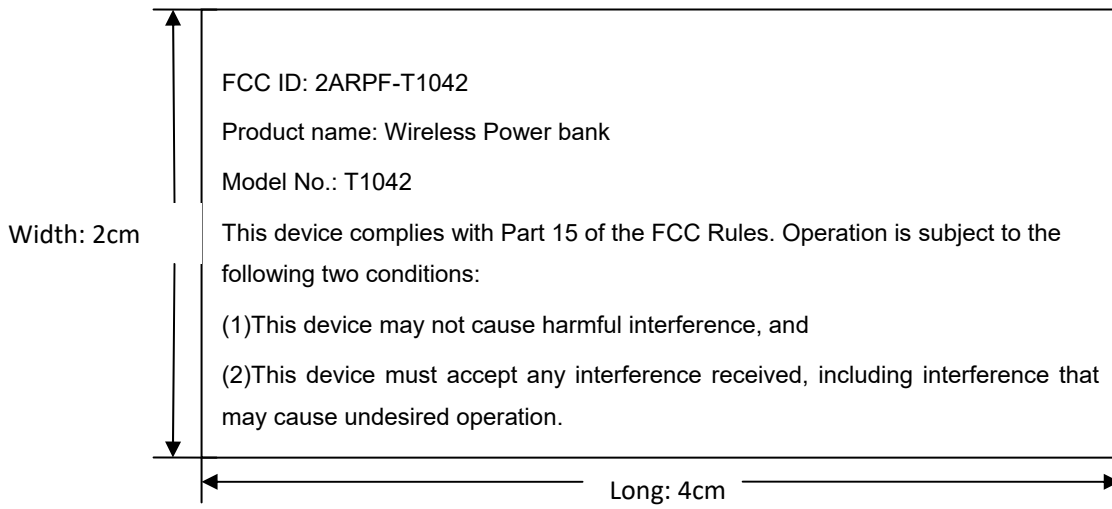 FCC ID: 2ARPF-T1042
Product name: Wireless Power bank
Model No.: T1042
Width: 2cm
This device complies with Part 15 of the FCC Rules. Operation is subject to the
following two conditions:
(1)This device may not cause harmful interference, and
(2)This device must accept any interference received, including interference that
may cause undesired operation.
Long: 4cm